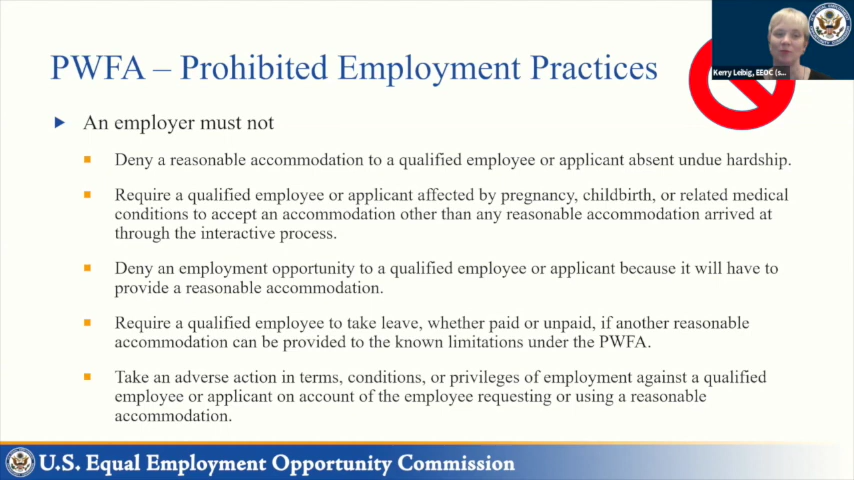 Kerry Leibig, EEOC (s...
PWFA – Prohibited Employment Practices
An employer must not
Deny a reasonable accommodation to a qualified employee or applicant absent undue hardship.
Require a qualified employee or applicant affected by pregnancy, childbirth, or related medical
conditions to accept an accommodation other than any reasonable accommodation arrived at
through the interactive process.
Deny an employment opportunity to a qualified employee or applicant because it will have to
provide a reasonable accommodation.
Require a qualified employee to take leave, whether paid or unpaid, if another reasonable
accommodation can be provided to the known limitations under the PWFA.
Take an adverse action in terms, conditions, or privileges of employment against a qualified
employee or applicant on account of the employee requesting or using a reasonable
accommodation.
U.S. Equal Employment Opportunity Commission